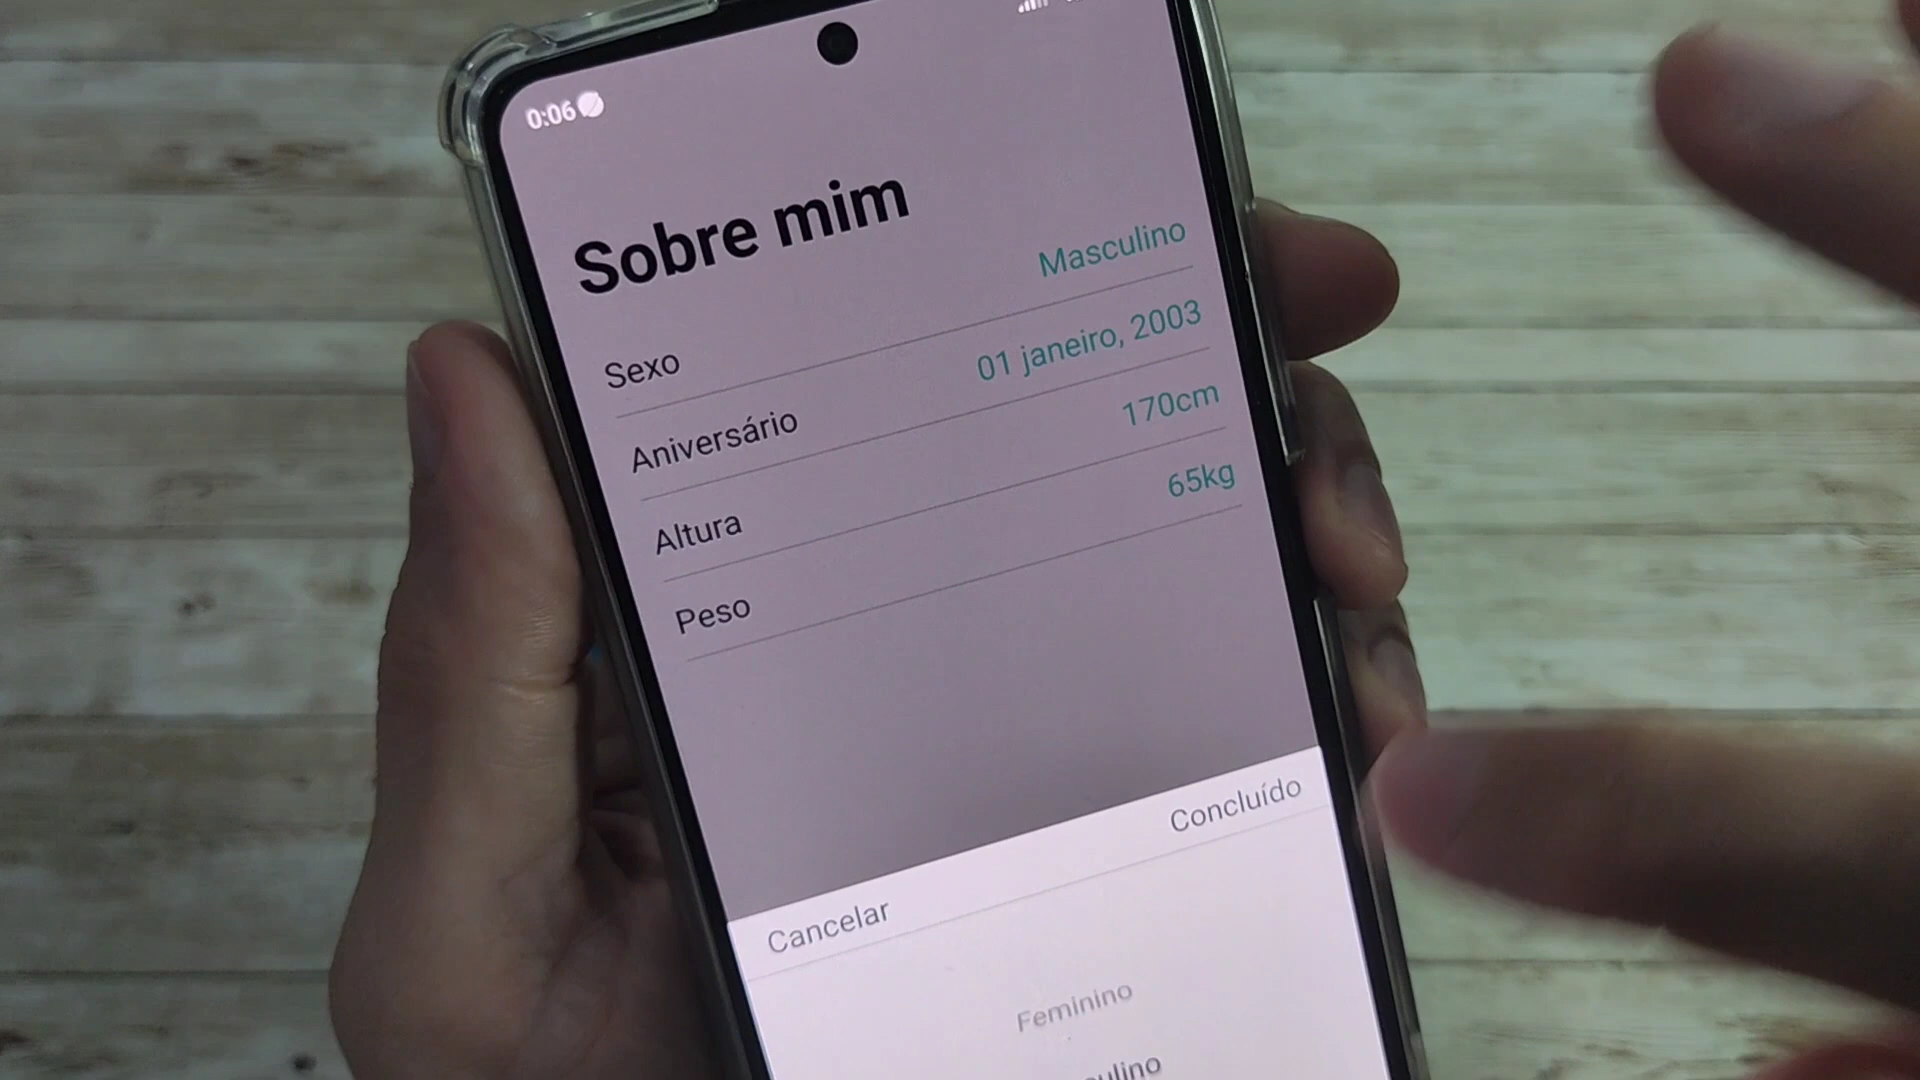 0:06
Sobre mim
Sexo Masculino
Aniversário 01 janeiro, 2003
Altura 170cm
Peso 65kg
Cancelar Concluído
Feminino